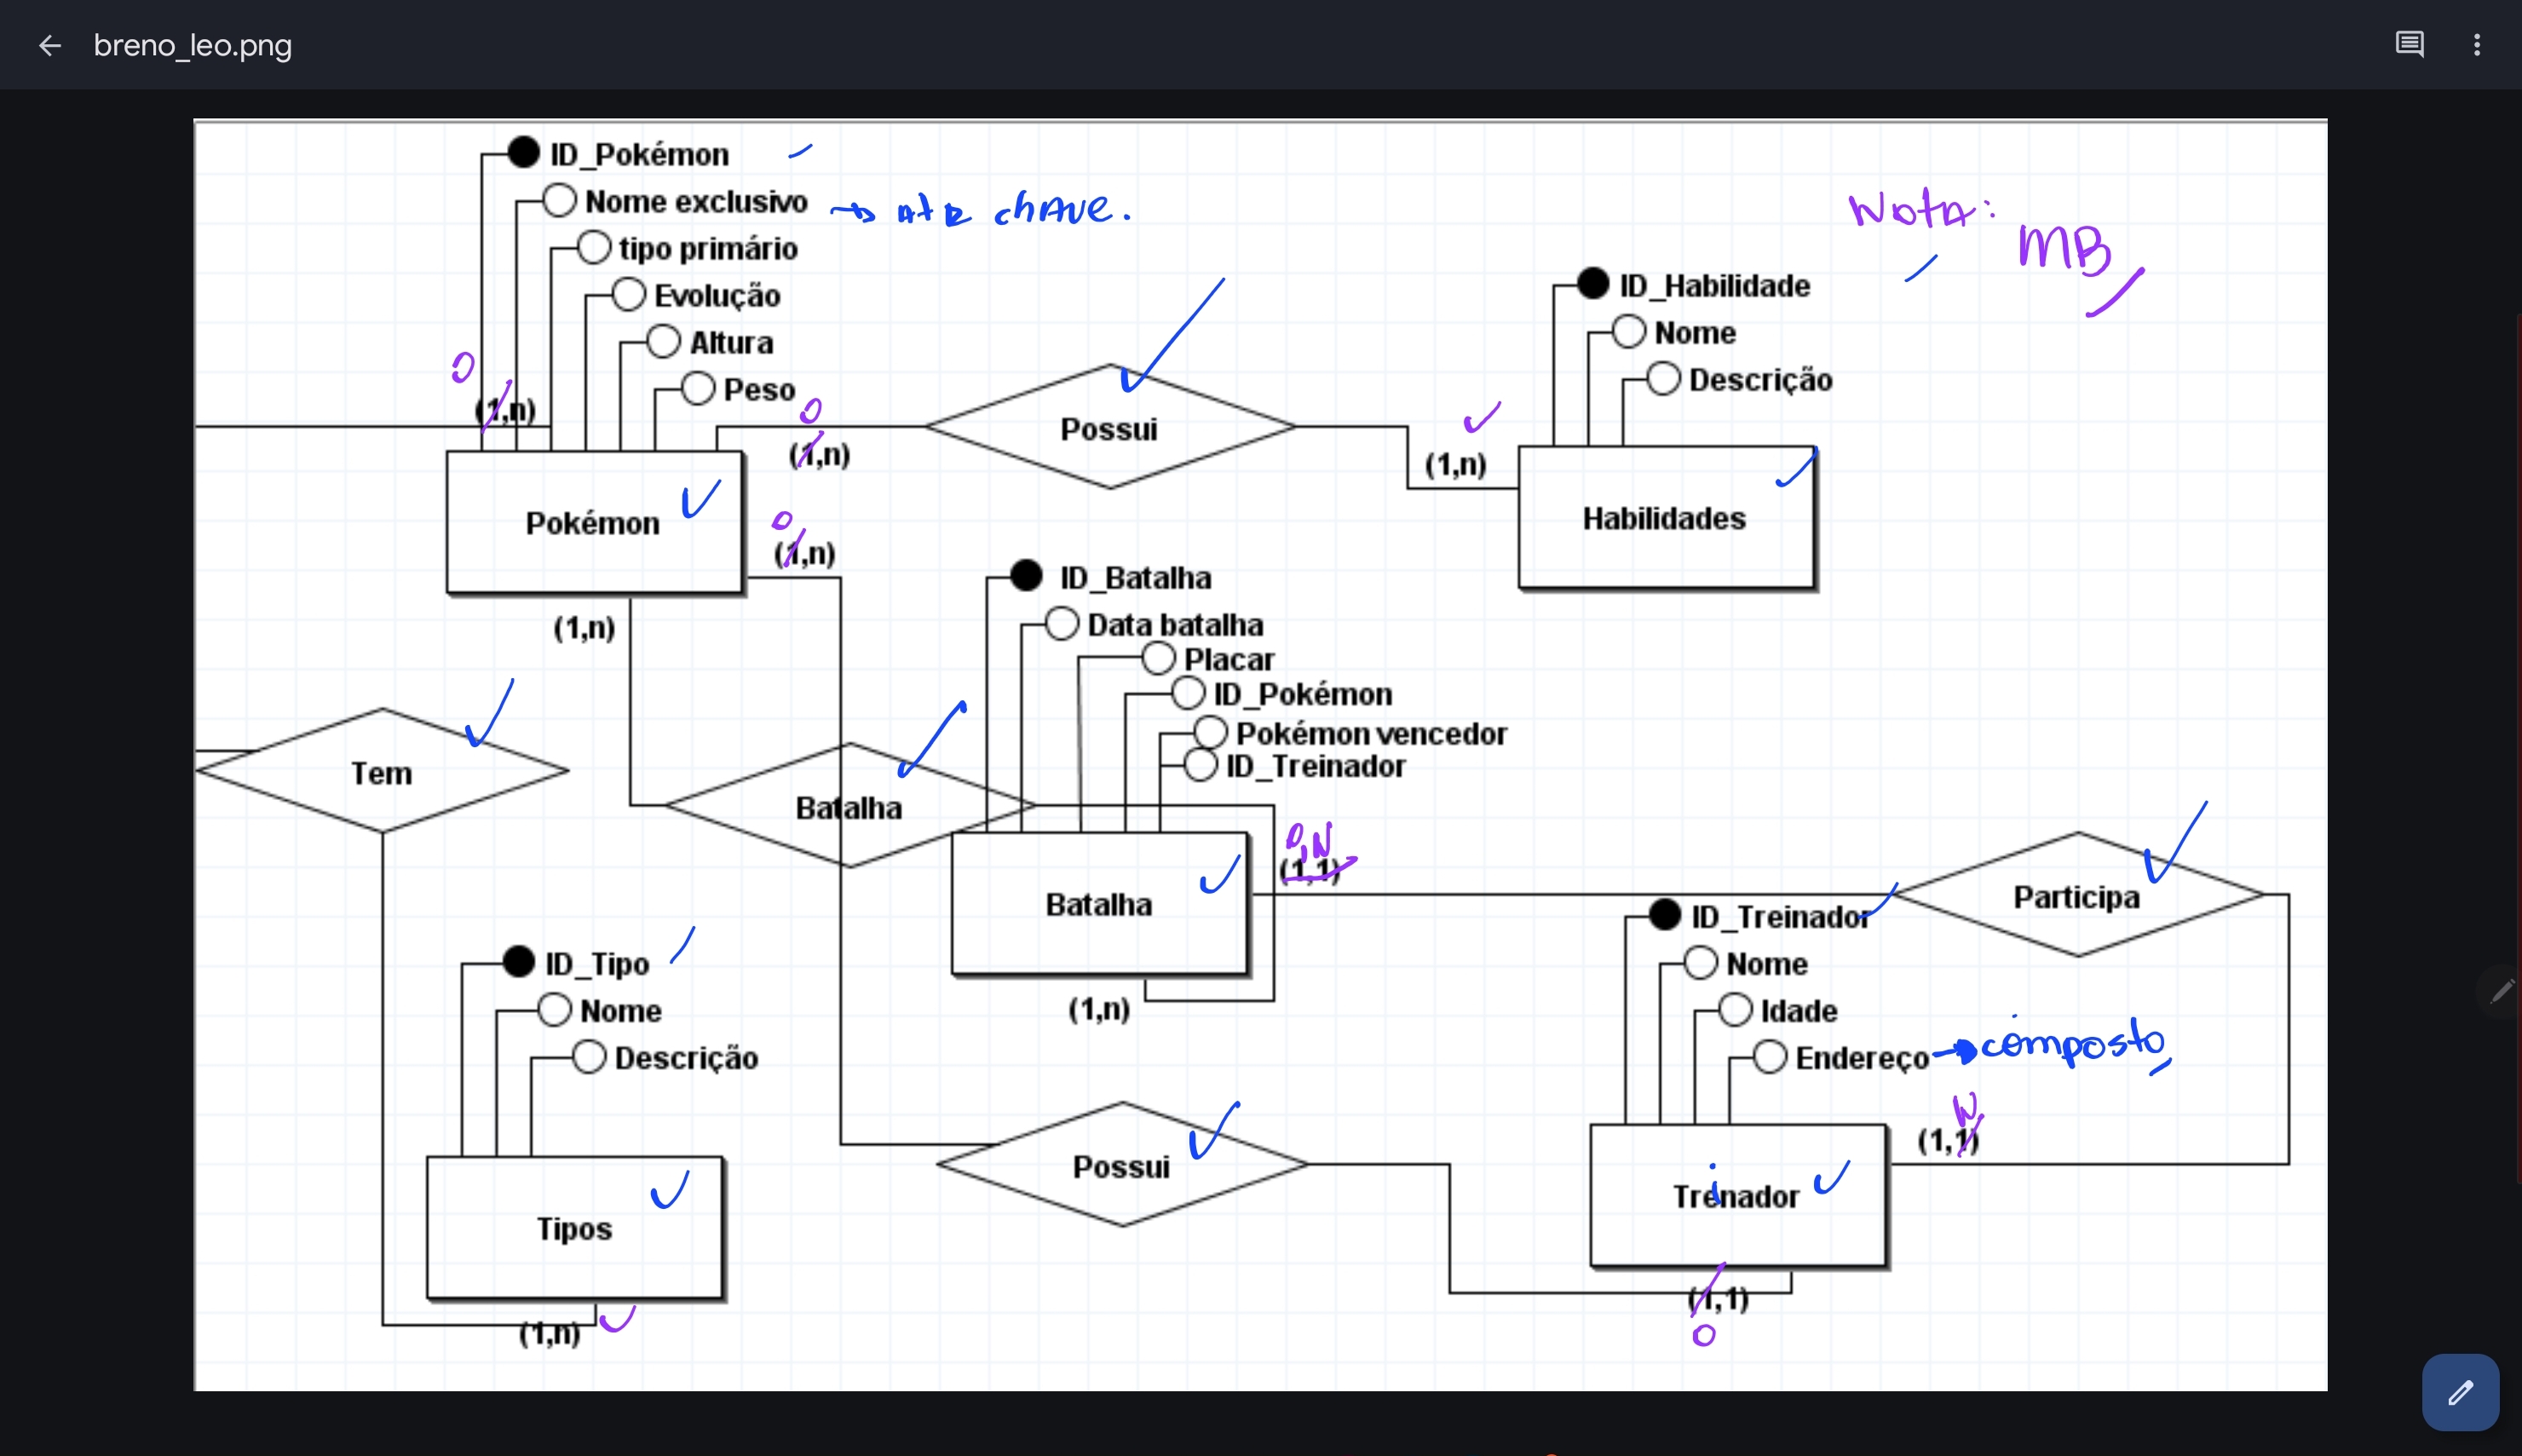 breno_leo.png
ID_Pokémon
Nome exclusivo → atr chave.
tipo primário
Evolução
Altura
Peso
Nota:
MB
ID_Habilidade
Nome
Descrição
0
(1,n)
0
(1,n)
Possui
(1,n)
Pokémon
0
(1,n)
Habilidades
(1,n)
ID_Batalha
Data batalha
Placar
ID_Pokémon
Pokémon vencedor
ID_Treinador
Tem
Batalha
0,N
(1,1)
Batalha
Participa
(1,n)
ID_Treinador
Nome
Idade
Endereço → composto
ID_Tipo
Nome
Descrição
N
(1,1)
Possui
i
Trenador
Tipos
(1,1)
0
(1,n)